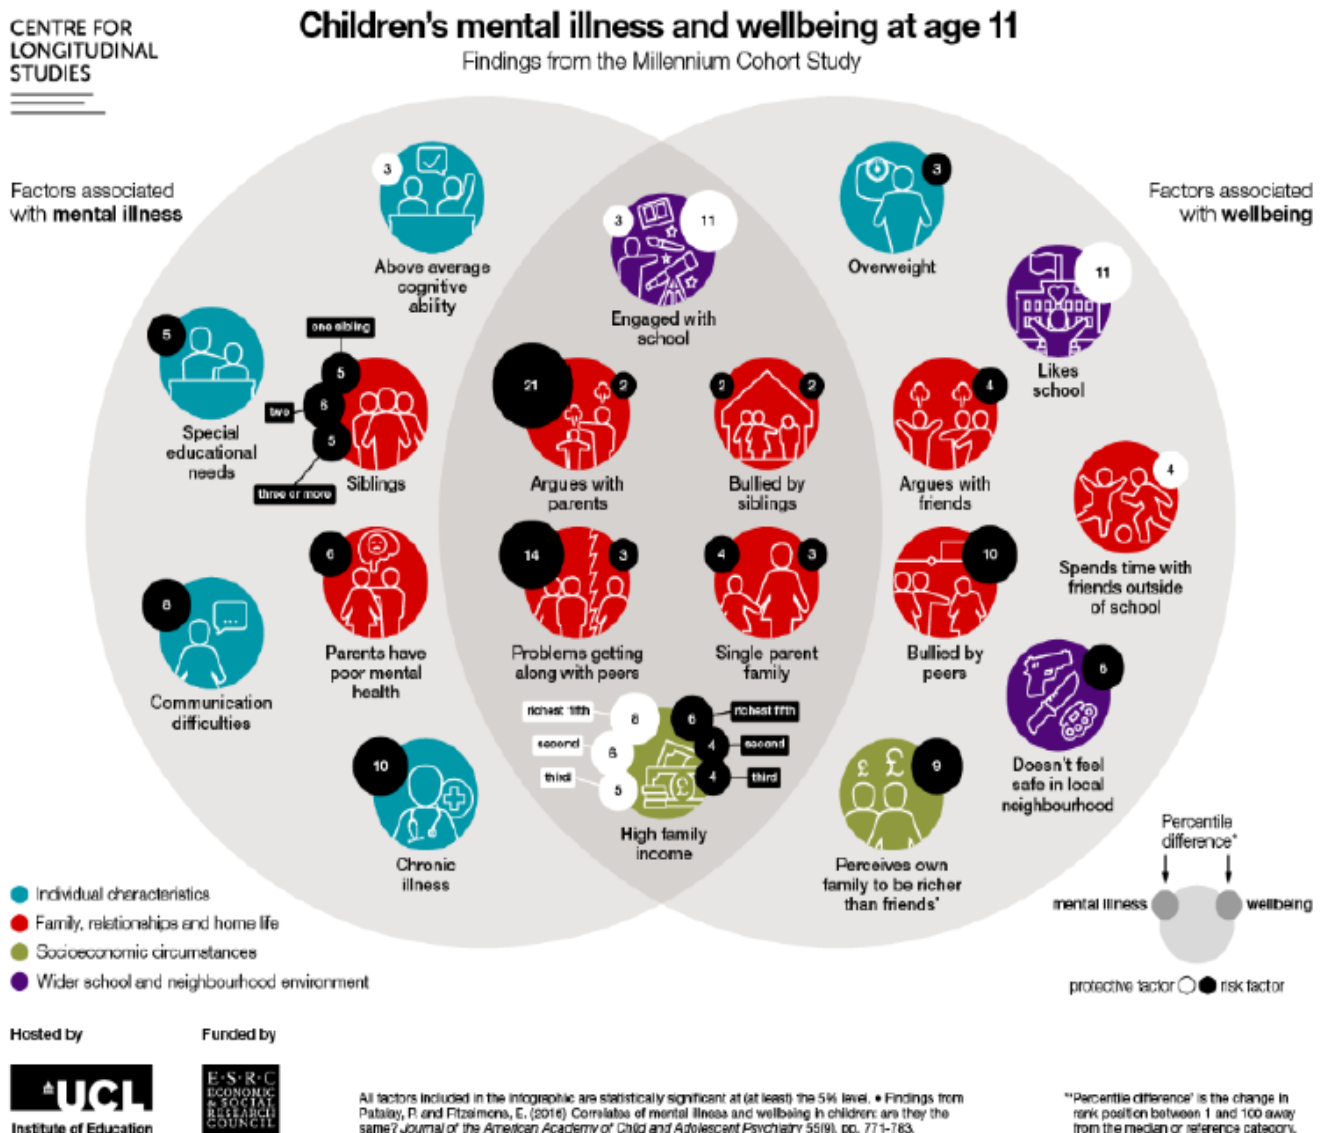 CENTRE FOR
LONGITUDINAL
STUDIES
Children's mental illness and wellbeing at age 11
Findings from the Millennium Cohort Study
Factors associated
with mental illness
Factors associated
with wellbeing
3
Above average
cognitive
ability
3
11
Engaged with
school
3
Overweight
11
Likes
school
5
Special
educational
needs
one sibling
5
two
6
5
three or more
Siblings
21
2
Argues with
parents
2
2
Bullied by
siblings
4
Argues with
friends
4
Spends time with
friends outside
of school
8
Communication
difficulties
6
Parents have
poor mental
health
14
3
Problems getting
along with peers
4
3
Single parent
family
10
Bullied by
peers
6
Doesn't feel
safe in local
neighbourhood
10
Chronic
illness
richest fifth
8
6
richest fifth
second
6
4
second
third
5
4
third
High family
income
££
9
Perceives own
family to be richer
than friends'
Percentile
difference*
mental illness
wellbeing
protective factor
risk factor
Individual characteristics
Family, relationships and home life
Socioeconomic circumstances
Wider school and neighbourhood environment
Hosted by
Funded by
UCL
Institute of Education
E·S·R·C
ECONOMIC
& SOCIAL
RESEARCH
COUNCIL
All factors included in the infographic are statistically significant at (at least) the 5% level. • Findings from
Patalay, P. and Fitzsimons, E. (2016) Correlates of mental illness and wellbeing in children: are they the
same? Journal of the American Academy of Child and Adolescent Psychiatry 55(9), pp. 771-783.
*'Percentile difference' is the change in
rank position between 1 and 100 away
from the median or reference category.